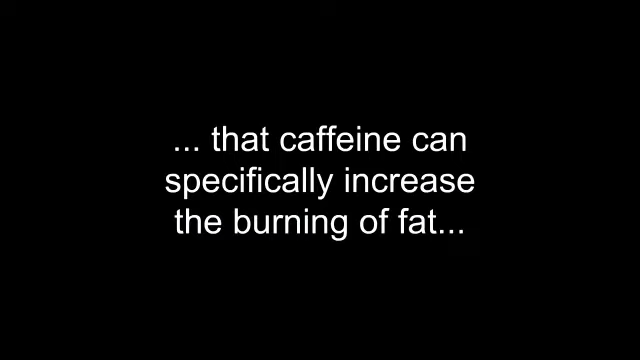 ... that caffeine can
specifically increase
the burning of fat...